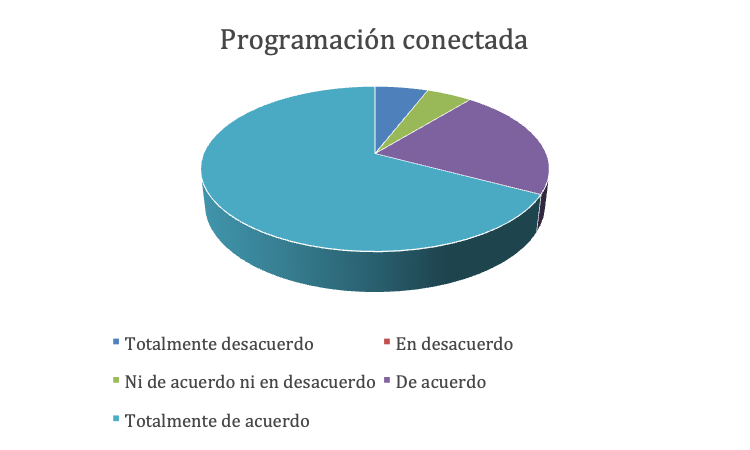 Programación conectada
Totalmente desacuerdo
En desacuerdo
Ni de acuerdo ni en desacuerdo
De acuerdo
Totalmente de acuerdo